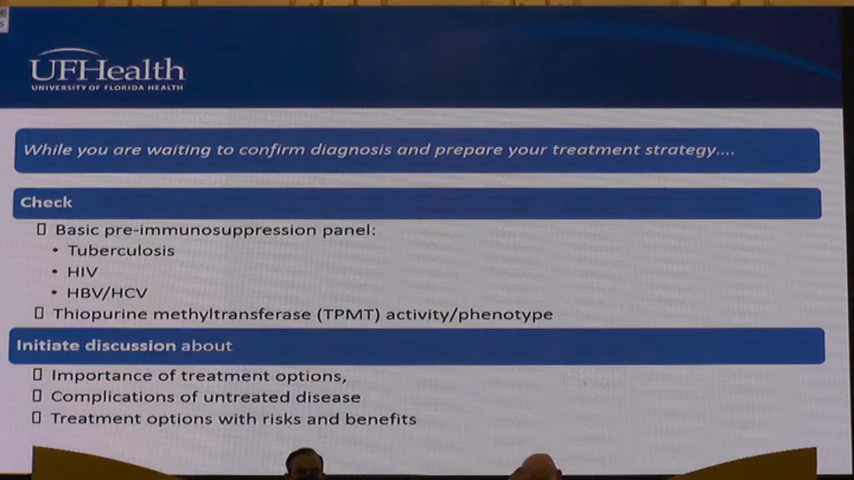 UFHealth
UNIVERSITY OF FLORIDA HEALTH
While you are waiting to confirm diagnosis and prepare your treatment strategy....
Check
Basic pre-immunosuppression panel:
• Tuberculosis
• HIV
• HBV/HCV
Thiopurine methyltransferase (TPMT) activity/phenotype
Initiate discussion about
Importance of treatment options,
Complications of untreated disease
Treatment options with risks and benefits